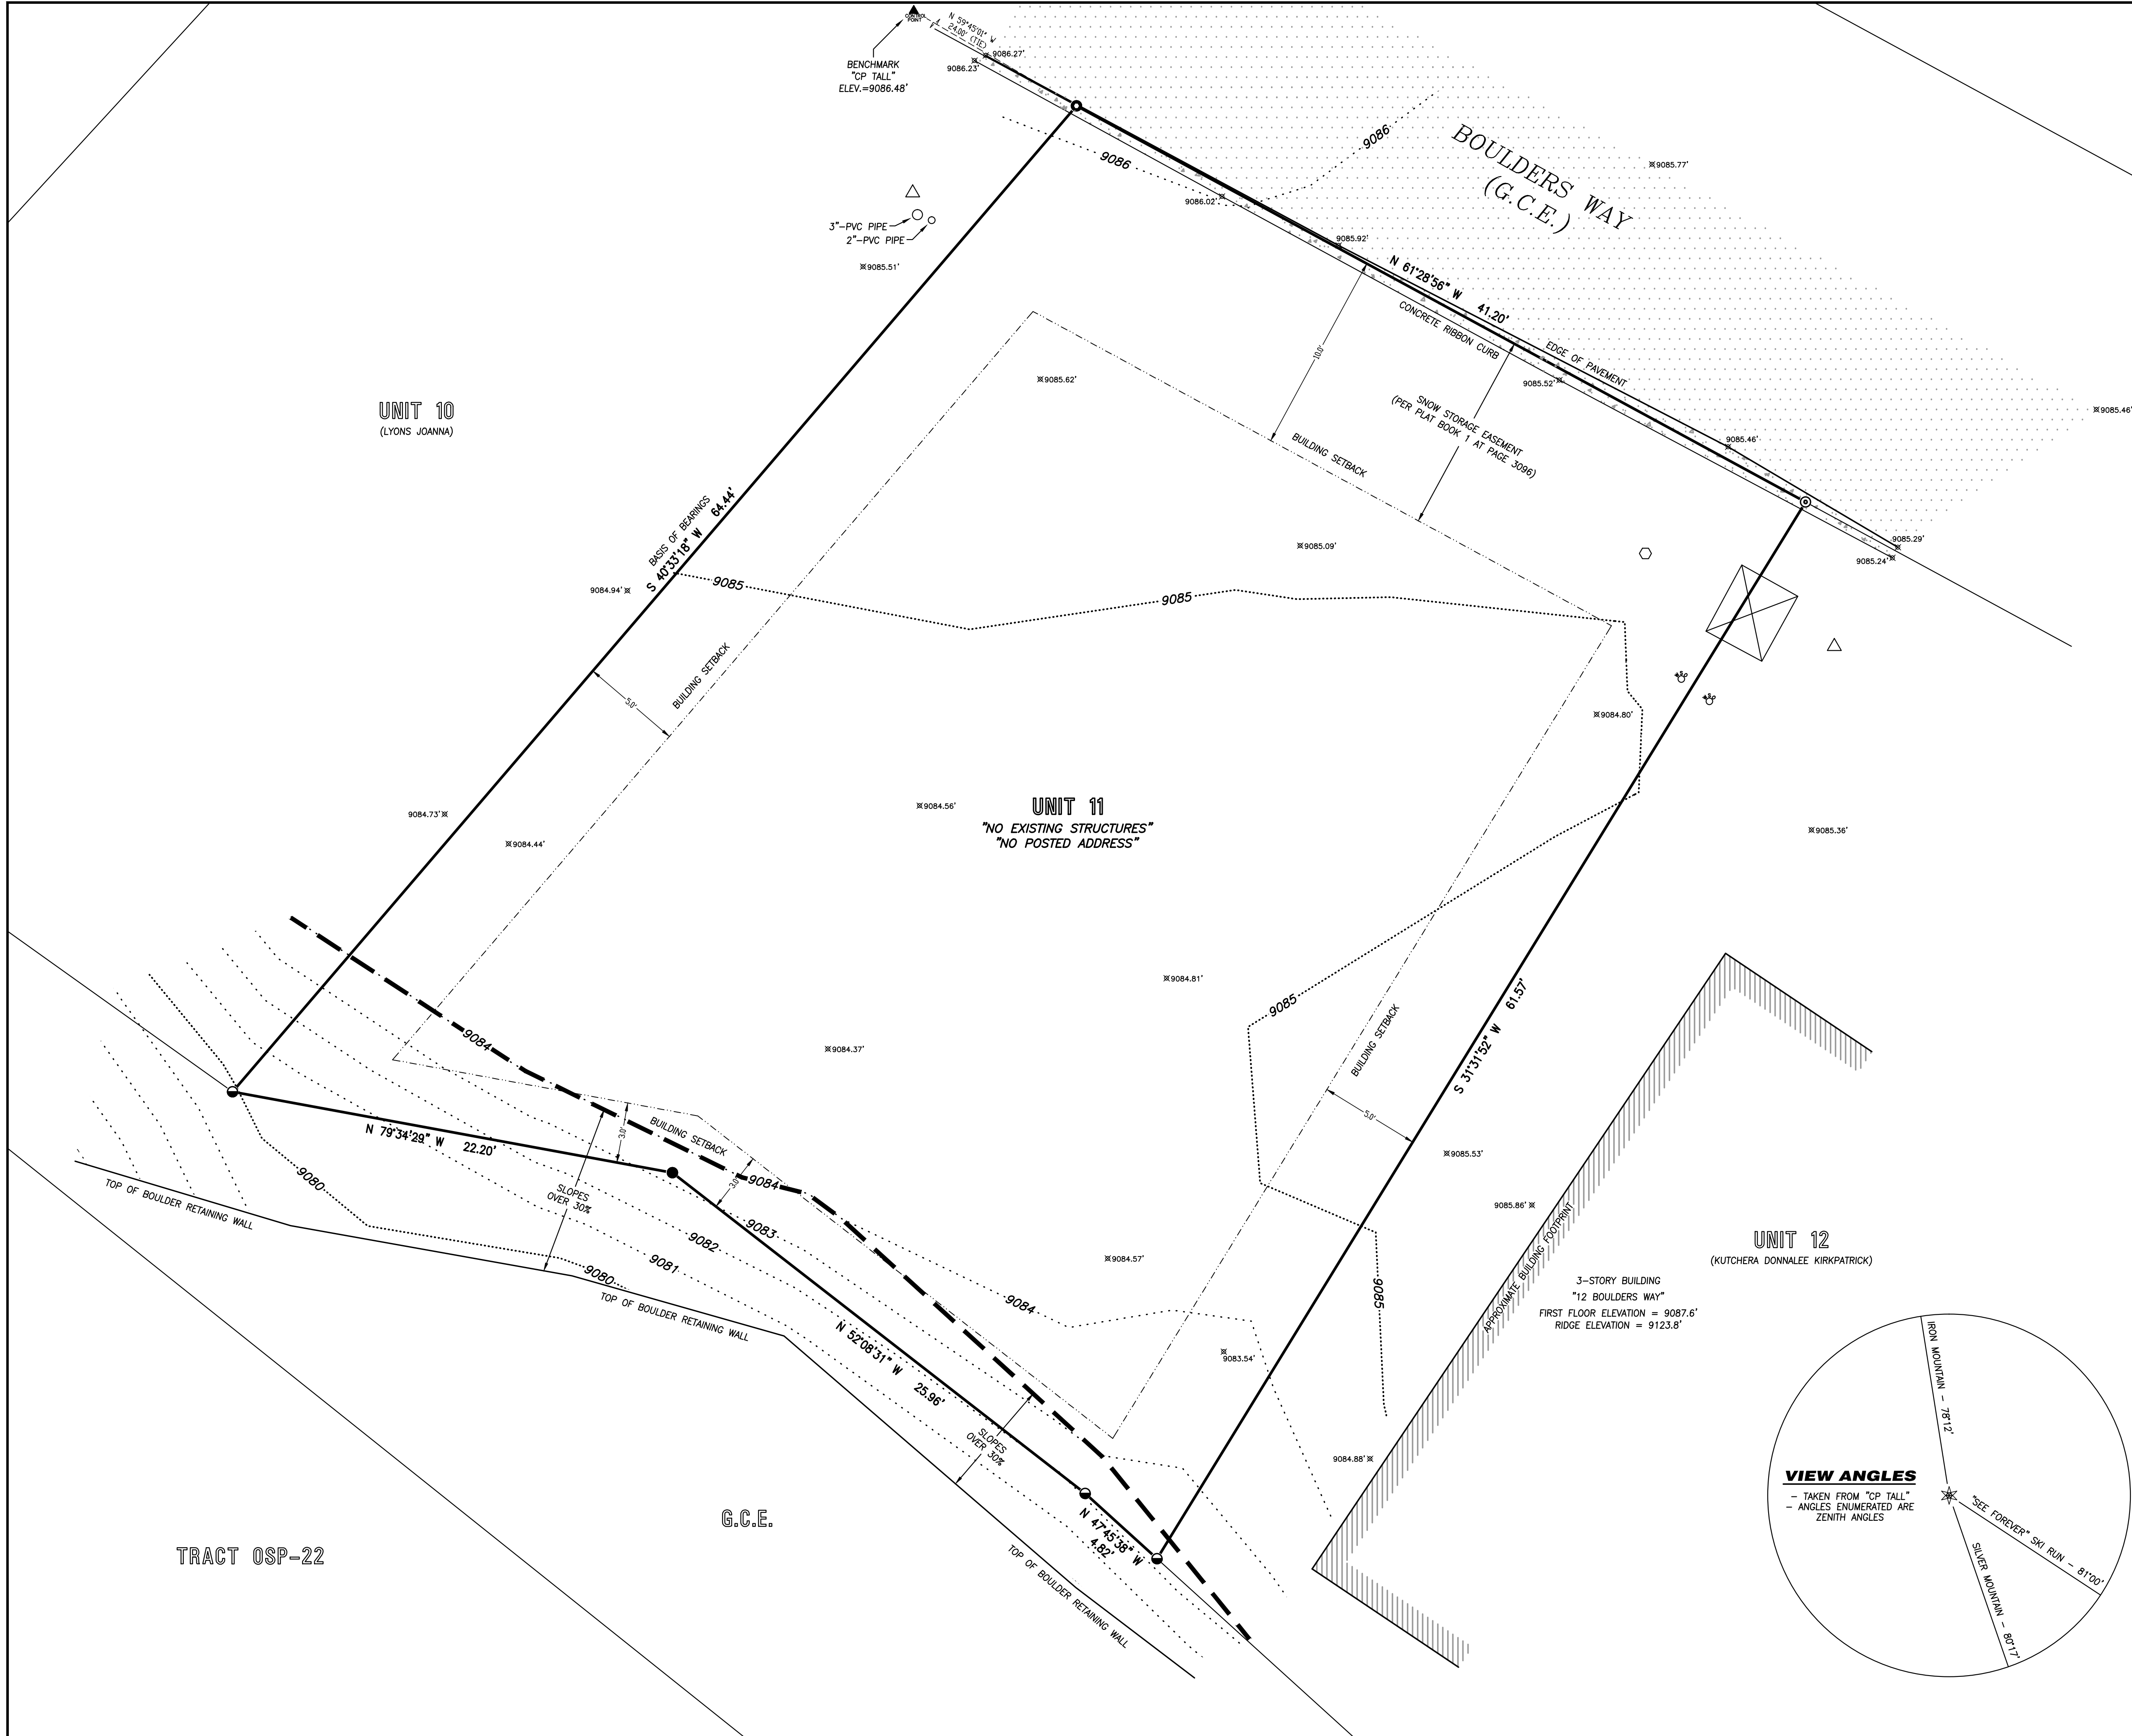 CONTROL
POINT
N 59°45'01" W
24.00' (TIE)
BENCHMARK
"CP TALL"
ELEV.=9086.48'
9086.27'
9086.23'
9086
9086
BOULDERS WAY
(G.C.E.)
9085.77'
9086.02'
9085.92'
3"-PVC PIPE
2"-PVC PIPE
9085.51'
N 61°28'56" W 41.20'
CONCRETE RIBBON CURB
EDGE OF PAVEMENT
10.0'
9085.62'
9085.52'
SNOW STORAGE EASEMENT
(PER PLAT BOOK 1 AT PAGE 3096)
BUILDING SETBACK
9085.46'
9085.46'
UNIT 10
(LYONS JOANNA)
BASIS OF BEARINGS
S 40°33'18" W 64.44'
9085.09'
9085.29'
9085.24'
9084.94'
9085
9085
BUILDING SETBACK
5.0'
9084.80'
9084.73'
9084.44'
9084.56'
UNIT 11
"NO EXISTING STRUCTURES"
"NO POSTED ADDRESS"
9085.36'
9084.81'
9085
9084
9084.37'
BUILDING SETBACK
S 31°31'52" W 61.57'
5.0'
N 79°34'29" W 22.20'
3.0'
BUILDING SETBACK
3.0'
9084
9085.53'
9085.86'
9080
TOP OF BOULDER RETAINING WALL
SLOPES
OVER 30%
9083
9082
9081
9080
TOP OF BOULDER RETAINING WALL
9084.57'
9084
9085
APPROXIMATE BUILDING FOOTPRINT
UNIT 12
(KUTCHERA DONNALEE KIRKPATRICK)
3-STORY BUILDING
"12 BOULDERS WAY"
FIRST FLOOR ELEVATION = 9087.6'
RIDGE ELEVATION = 9123.8'
9083.54'
N 52°08'31" W 25.96'
SLOPES
OVER 30%
9084.88'
N 47°45'38" W
4.82'
TOP OF BOULDER RETAINING WALL
G.C.E.
TRACT OSP-22
IRON MOUNTAIN - 78°12'
VIEW ANGLES
- TAKEN FROM "CP TALL"
- ANGLES ENUMERATED ARE
ZENITH ANGLES
"SEE FOREVER" SKI RUN - 81°00'
SILVER MOUNTAIN - 80°17'